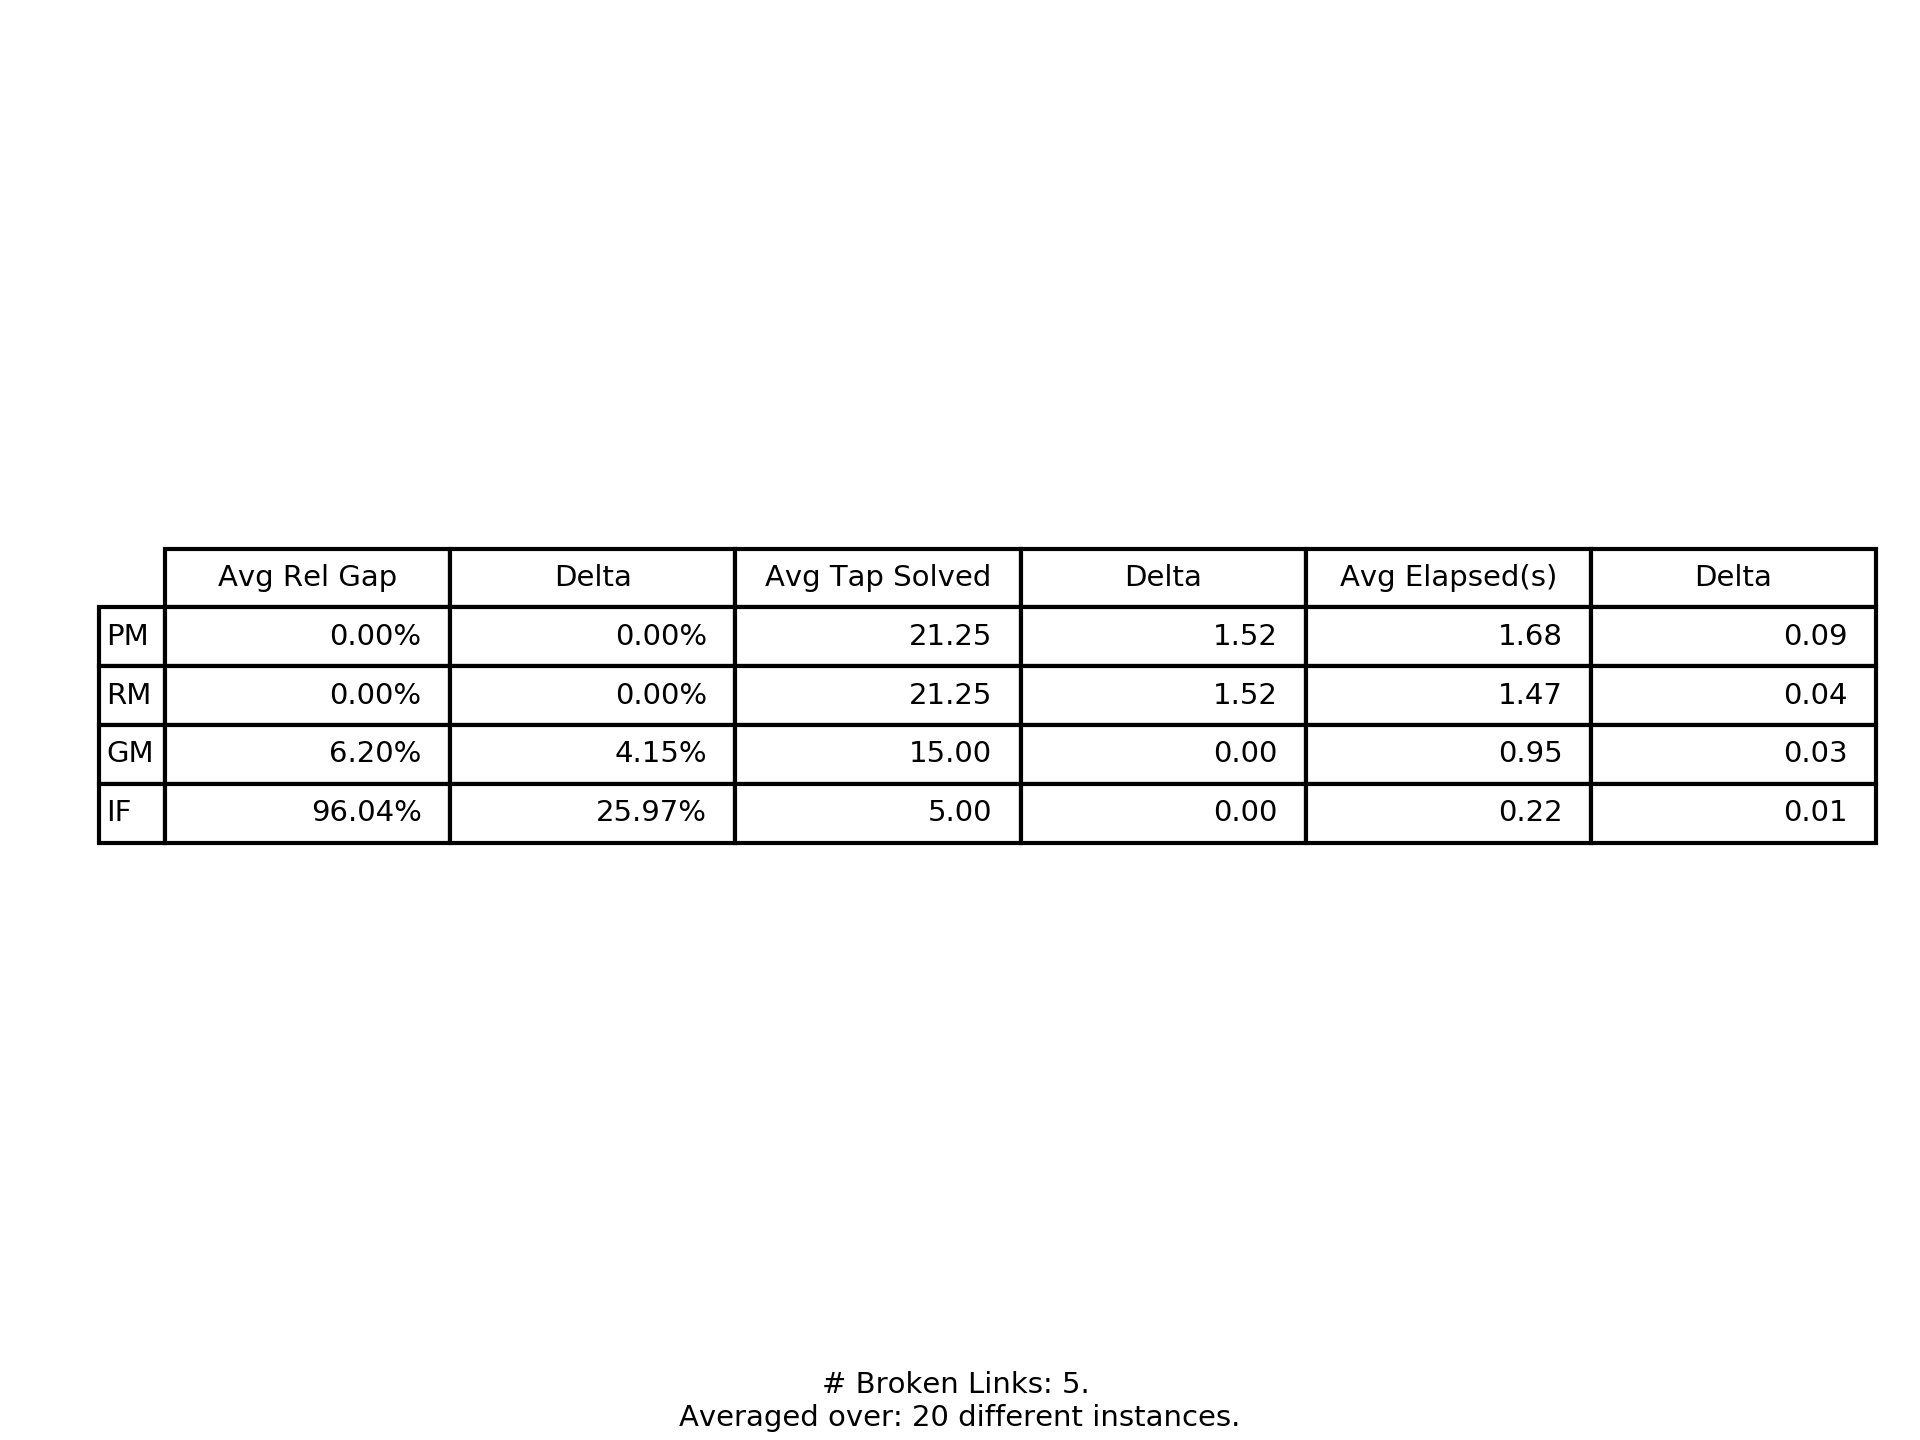 Avg Rel Gap Delta Avg Tap Solved Delta Avg Elapsed(s) Delta
PM 0.00% 0.00% 21.25 1.52 1.68 0.09
RM 0.00% 0.00% 21.25 1.52 1.47 0.04
GM 6.20% 4.15% 15.00 0.00 0.95 0.03
IF 96.04% 25.97% 5.00 0.00 0.22 0.01
# Broken Links: 5.
Averaged over: 20 different instances.